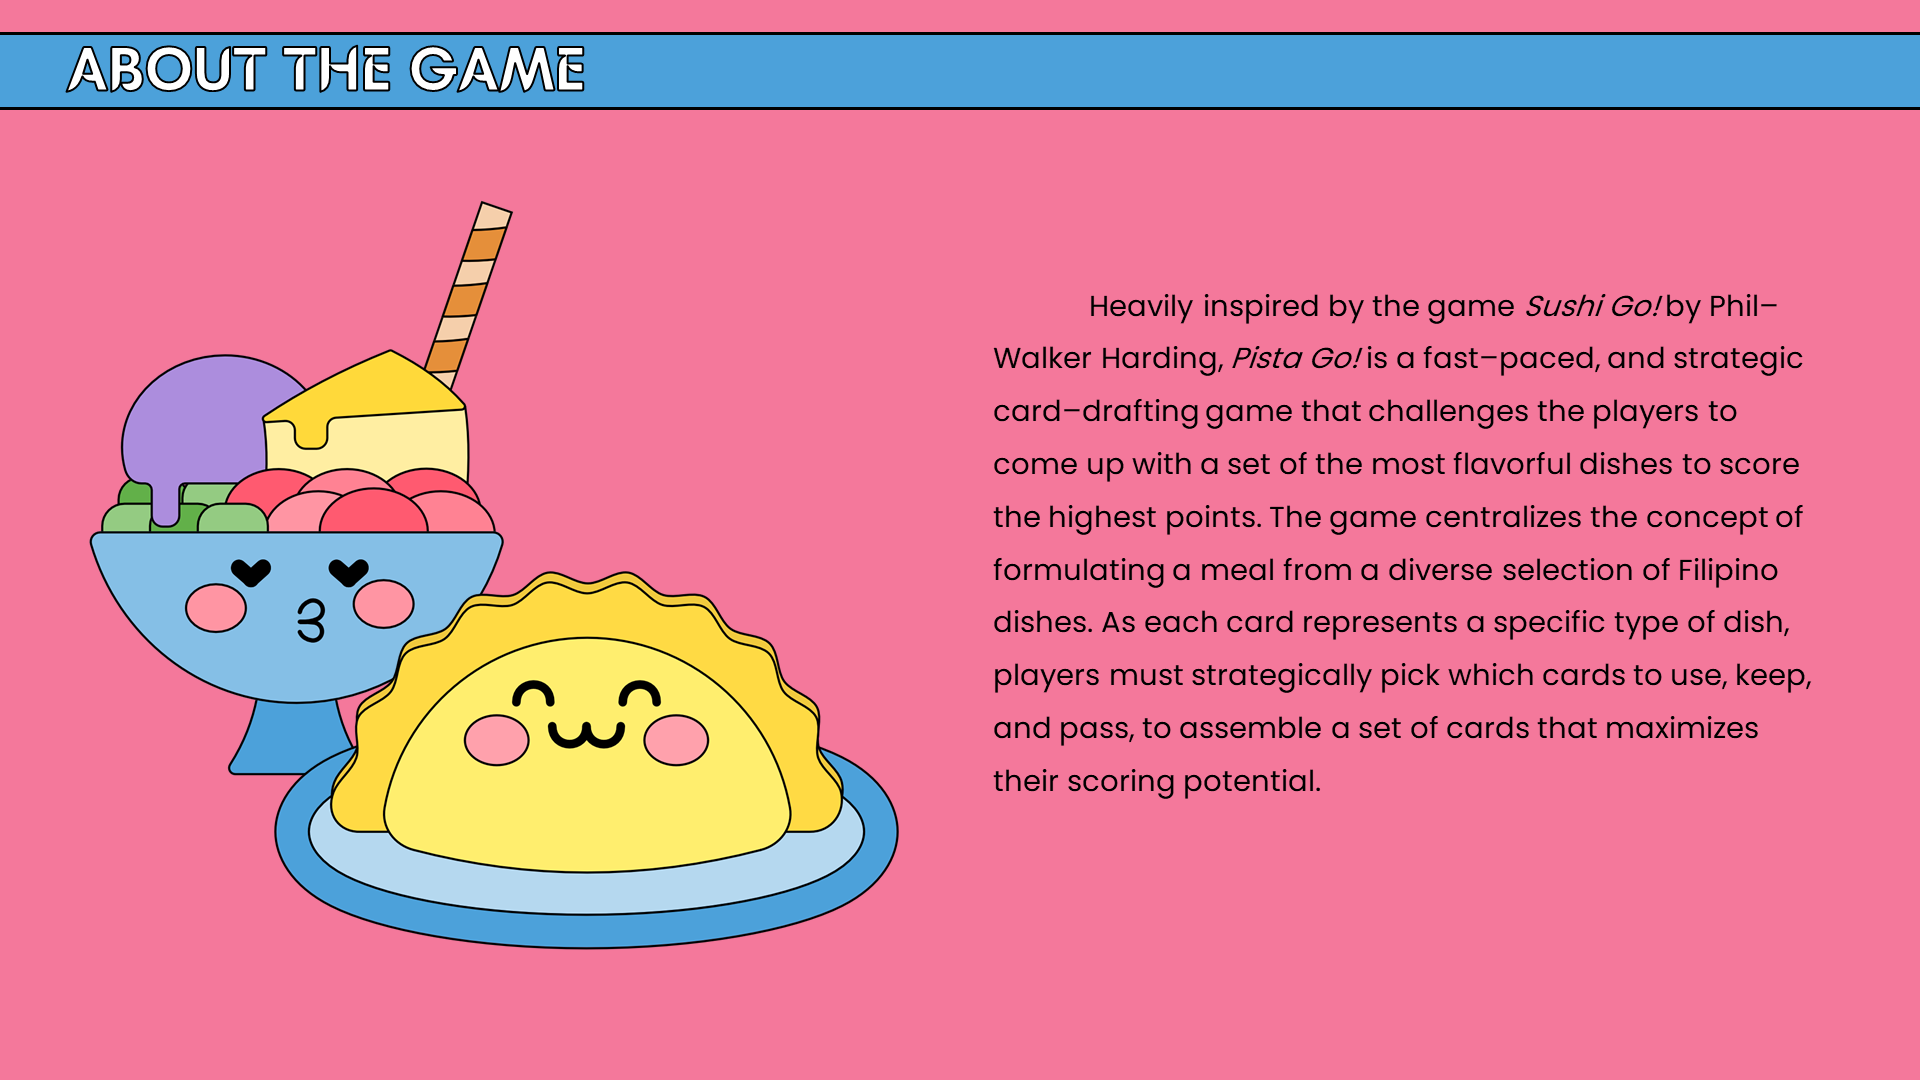 ABOUT THE GAME
Heavily inspired by the game Sushi Go! by Phil-
Walker Harding, Pista Go! is a fast-paced, and strategic
card-drafting game that challenges the players to
come up with a set of the most flavorful dishes to score
the highest points. The game centralizes the concept of
formulating a meal from a diverse selection of Filipino
dishes. As each card represents a specific type of dish,
players must strategically pick which cards to use, keep,
and pass, to assemble a set of cards that maximizes
their scoring potential.